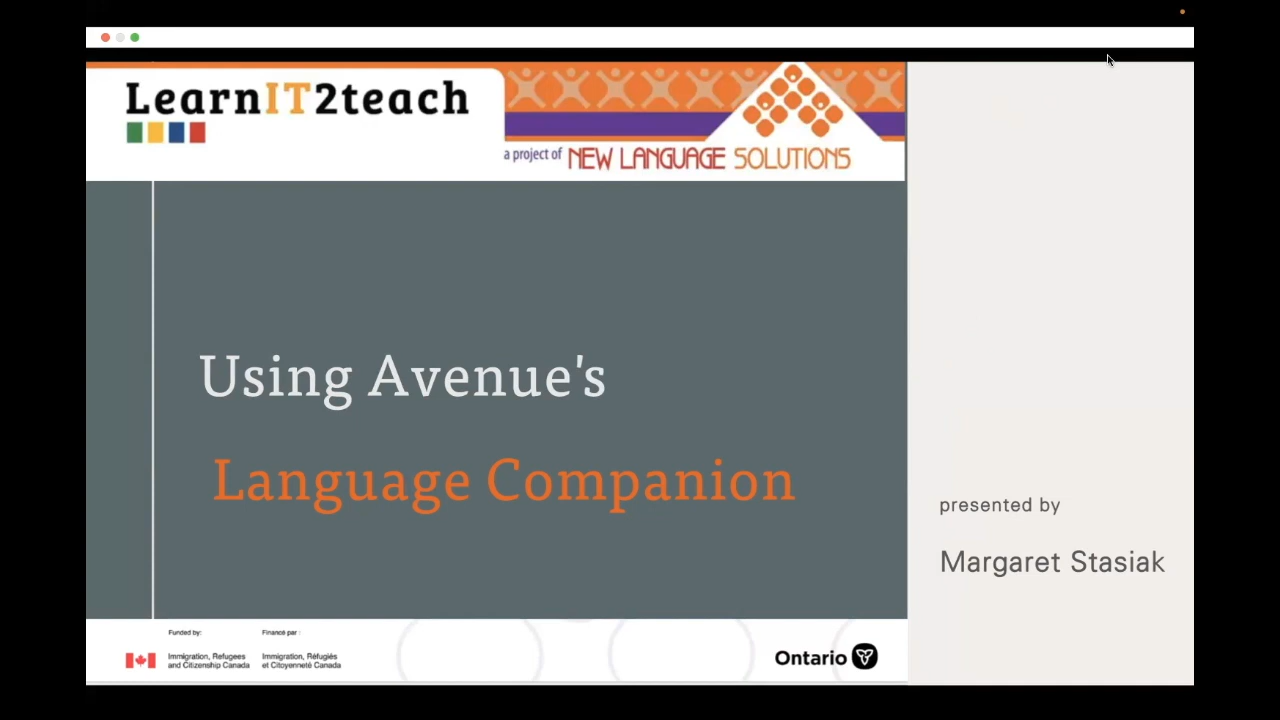 LearnIT2teach
a project of NEW LANGUAGE SOLUTIONS
Using Avenue's
Language Companion
presented by
Margaret Stasiak
Funded by:
Financé par :
Immigration, Refugees
and Citizenship Canada
Immigration, Réfugiés
et Citoyenneté Canada
Ontario